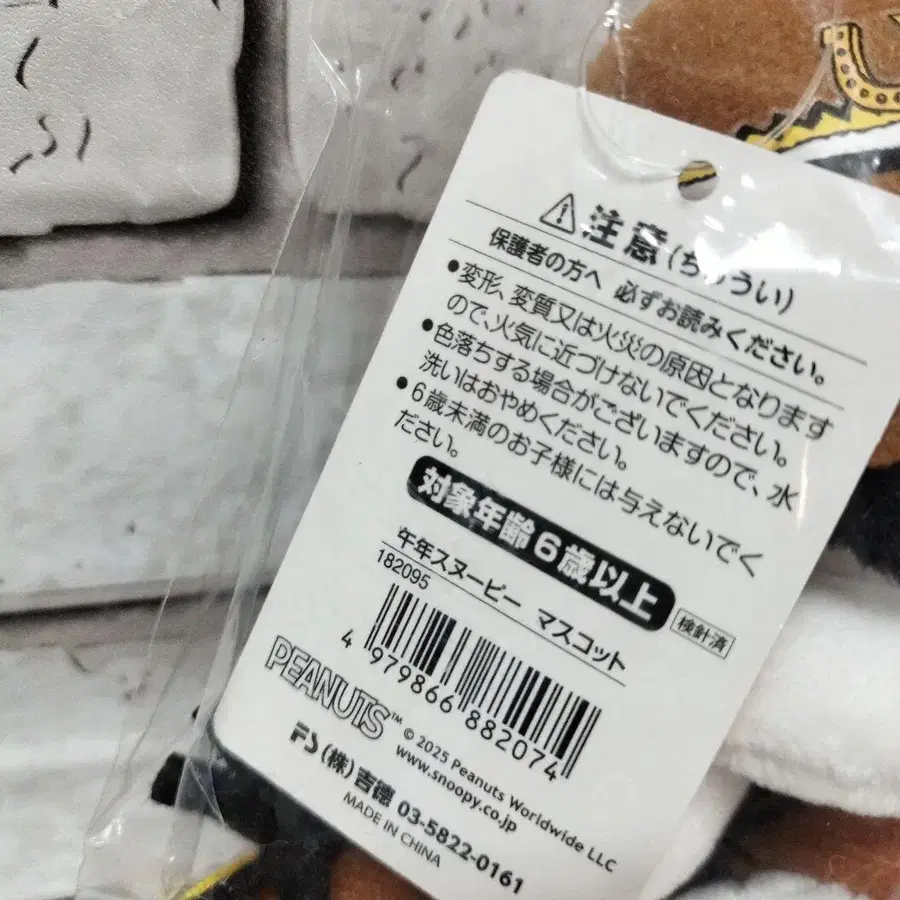 ⚠注意(ちゅうい)
保護者の方へ 必ずお読みください。
●変形、変質又は火災の原因となります
ので、火気に近づけないでください。
●色落ちする場合がございますので、水
洗いはおやめください。
●6歳未満のお子様には与えないでく
ださい。
対象年齢6歳以上
検針済
午年スヌーピー マスコット
182095
4 979866 882074
PEANUTS™
© 2025 Peanuts Worldwide LLC
www.snoopy.co.jp
(株)吉徳 03-5822-0161
MADE IN CHINA